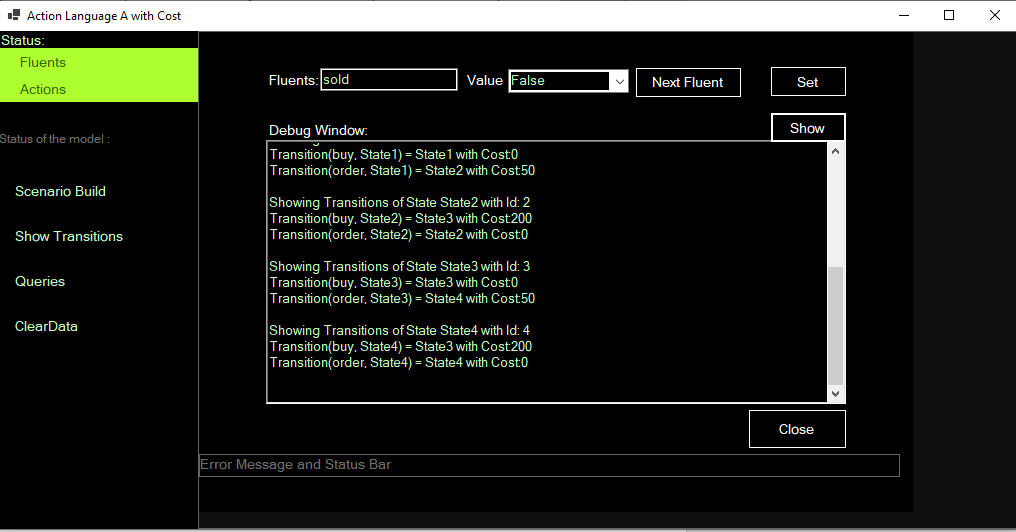 Action Language A with Cost
Status:
Fluents
Actions
Status of the model :
Scenario Build
Show Transitions
Queries
ClearData
Fluents: sold Value False Next Fluent Set
Debug Window: Show
Transition(buy, State1) = State1 with Cost:0
Transition(order, State1) = State2 with Cost:50
Showing Transitions of State State2 with Id: 2
Transition(buy, State2) = State3 with Cost:200
Transition(order, State2) = State2 with Cost:0
Showing Transitions of State State3 with Id: 3
Transition(buy, State3) = State3 with Cost:0
Transition(order, State3) = State4 with Cost:50
Showing Transitions of State State4 with Id: 4
Transition(buy, State4) = State3 with Cost:200
Transition(order, State4) = State4 with Cost:0
Close
Error Message and Status Bar